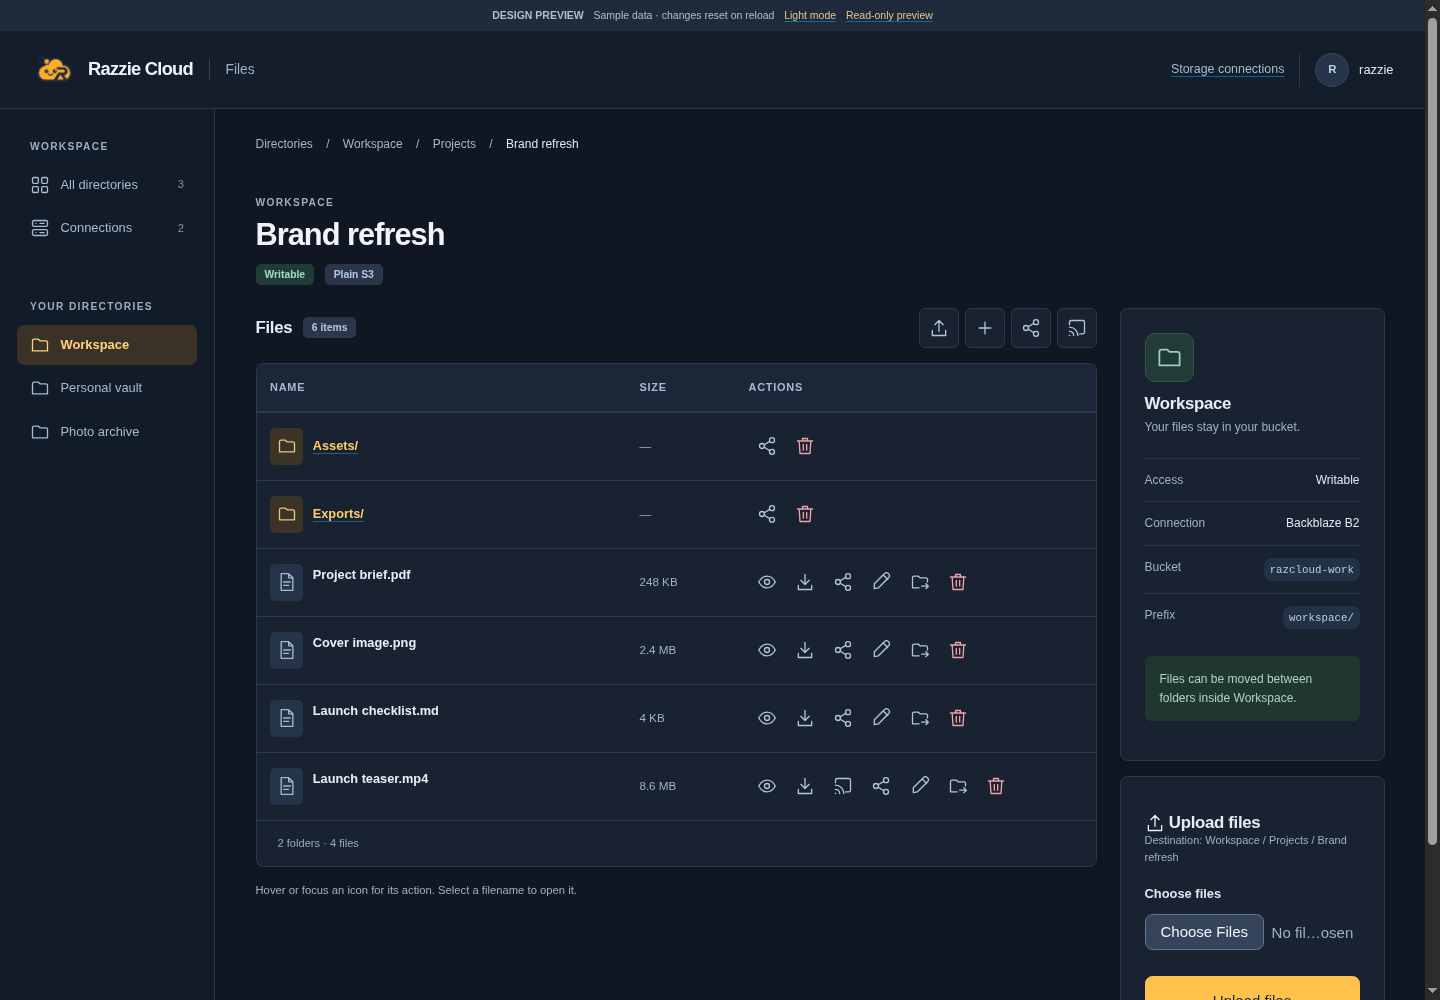 DESIGN PREVIEW Sample data · changes reset on reload Light mode Read-only preview
Razzie Cloud Files
Storage connections R razzie
WORKSPACE
All directories 3
Connections 2
YOUR DIRECTORIES
Workspace
Personal vault
Photo archive
Directories / Workspace / Projects / Brand refresh
WORKSPACE
Brand refresh
Writable Plain S3
Files 6 items
NAME SIZE ACTIONS
Assets/ —
Exports/ —
Project brief.pdf 248 KB
Cover image.png 2.4 MB
Launch checklist.md 4 KB
Launch teaser.mp4 8.6 MB
2 folders · 4 files
Hover or focus an icon for its action. Select a filename to open it.
Workspace
Your files stay in your bucket.
Access Writable
Connection Backblaze B2
Bucket razcloud-work
Prefix workspace/
Files can be moved between
folders inside Workspace.
Upload files
Destination: Workspace / Projects / Brand
refresh
Choose files
Choose Files No fil…osen
Upload files